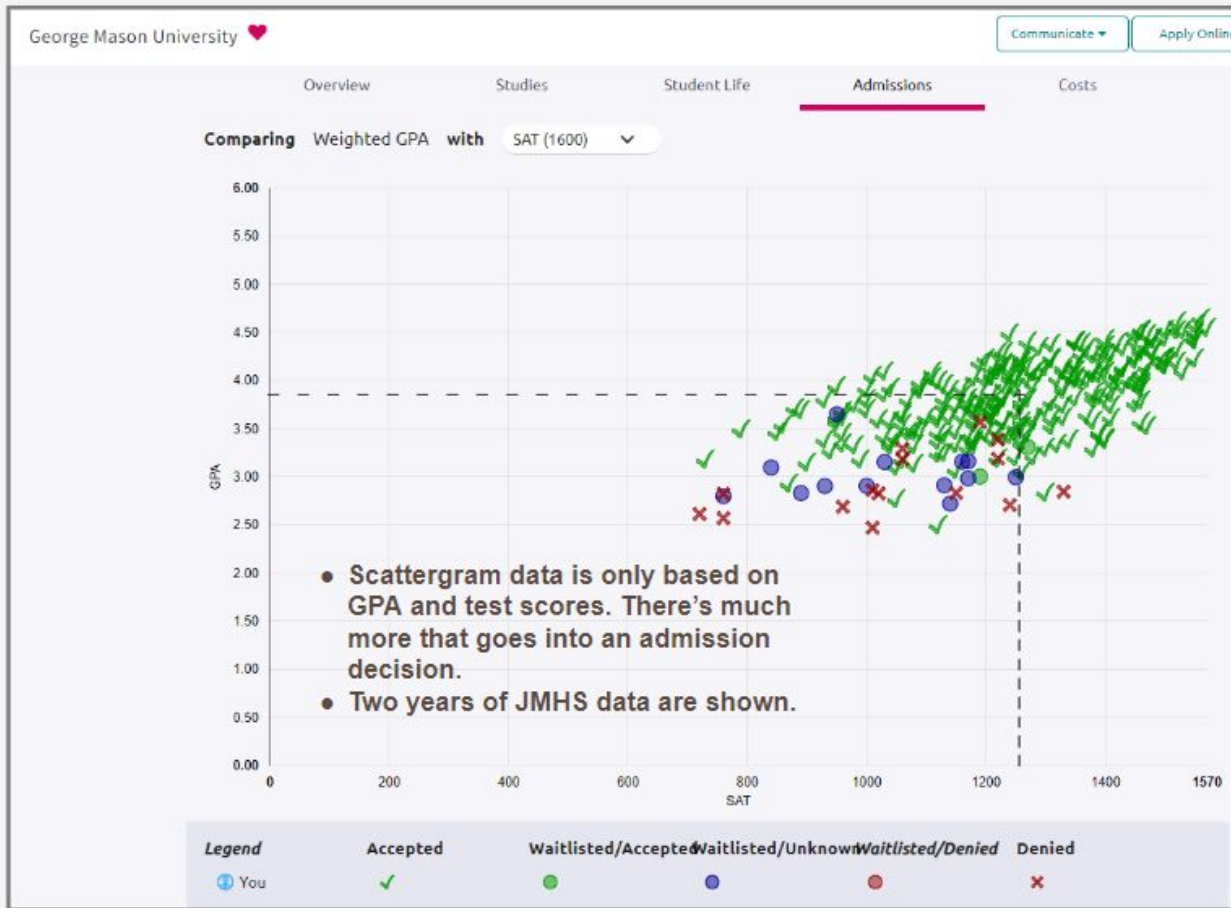 George Mason University
Communicate
Apply Onlin
Overview
Studies
Student Life
Admissions
Costs
Comparing Weighted GPA with SAT (1600)
6.00
5.50
5.00
4.50
4.00
3.50
3.00
2.50
2.00
1.50
1.00
0.50
0.00
GPA
• Scattergram data is only based on
GPA and test scores. There's much
more that goes into an admission
decision.
• Two years of JMHS data are shown.
0 200 400 600 800 1000 1200 1400 1570
SAT
Legend Accepted Waitlisted/Accepted Waitlisted/Unknown Waitlisted/Denied Denied
You